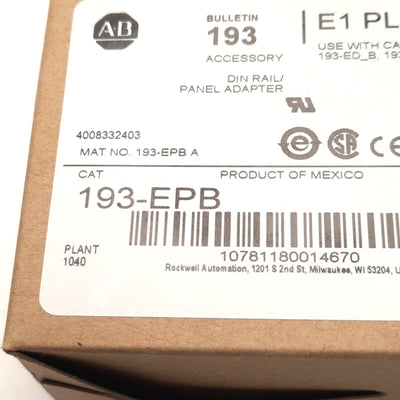 AB
BULLETIN
193
ACCESSORY
E1 PL
USE WITH CA
193-ED_B, 193
DIN RAIL/
PANEL ADAPTER
4008332403
MAT NO. 193-EPB A
CAT
PRODUCT OF MEXICO
193-EPB
PLANT
1040
10781180014670
Rockwell Automation, 1201 S 2nd St, Milwaukee, WI 53204, U